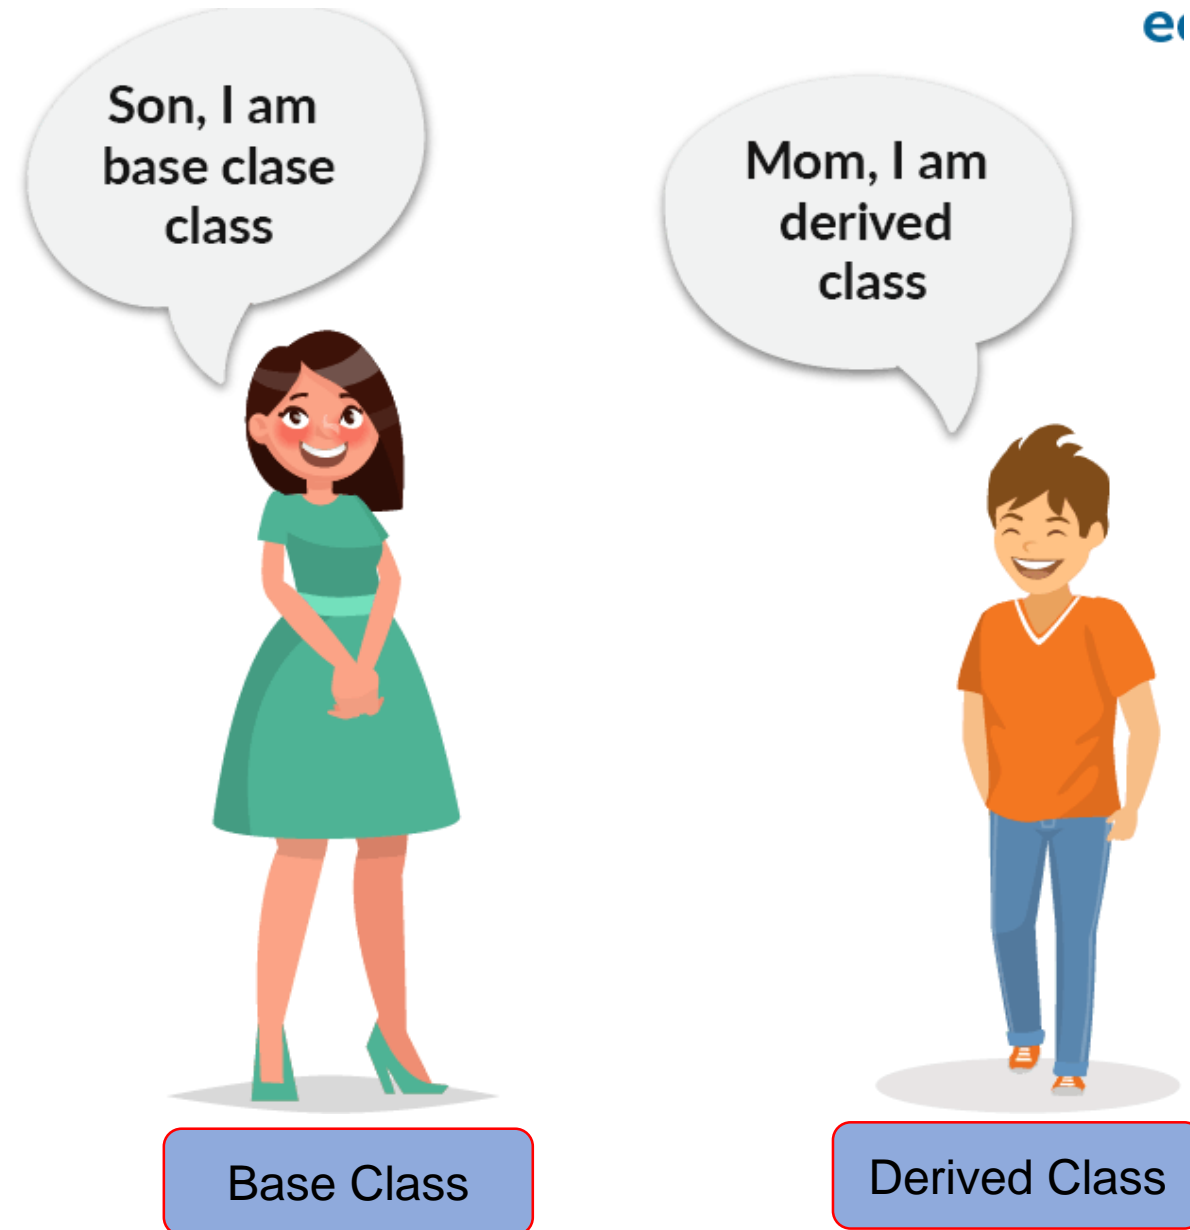 Son, I am
base clase
class
Mom, I am
derived
class
Base Class
Derived Class